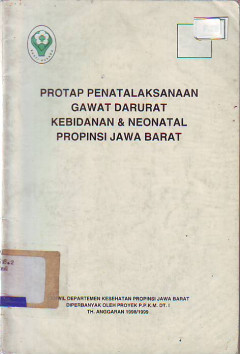 PROTAP PENATALAKSANAAN
GAWAT DARURAT
KEBIDANAN & NEONATAL
PROPINSI JAWA BARAT
WIL DEPARTEMEN KESEHATAN PROPINSI JAWA BARAT
DIPERBANYAK OLEH PROYEK P.P.K.M. DT. I
TH. ANGGARAN 1998/1999